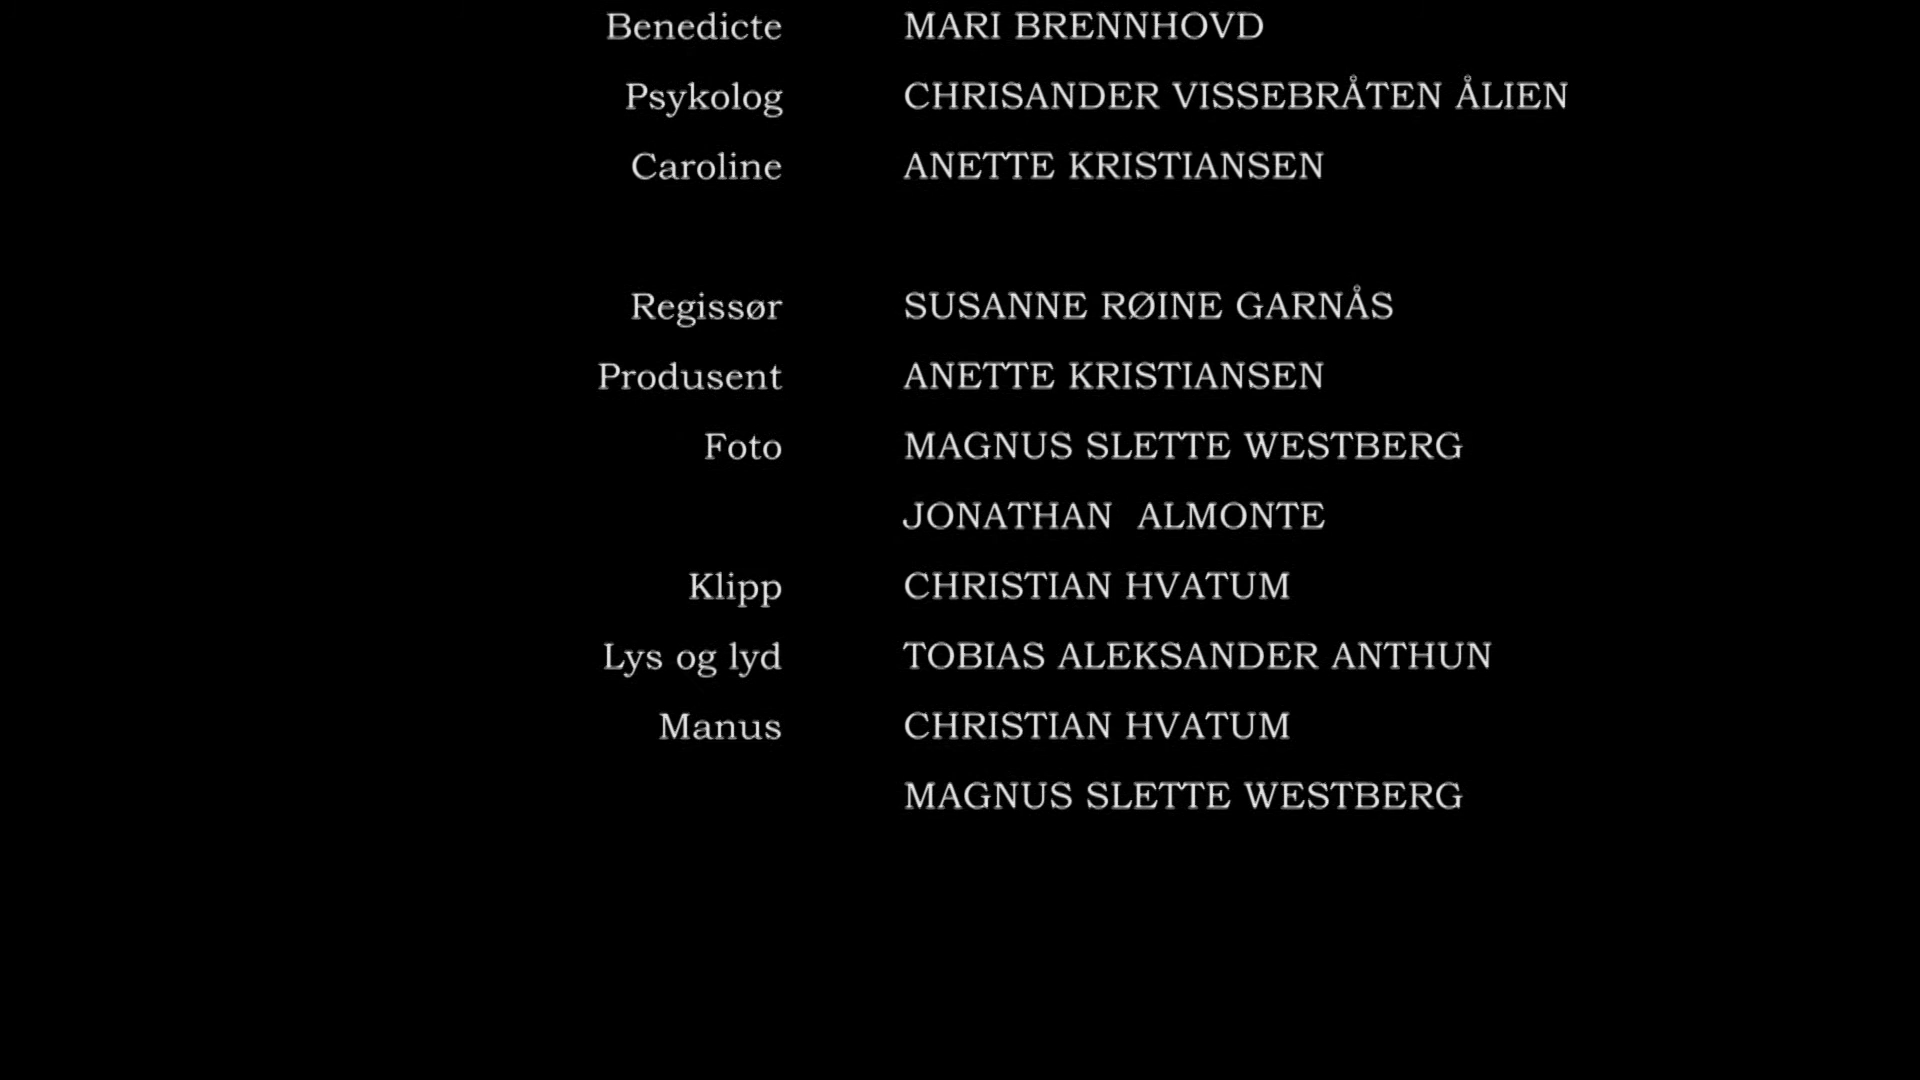 Benedicte MARI BRENNHOVD
Psykolog CHRISANDER VISSEBRÅTEN ÅLIEN
Caroline ANETTE KRISTIANSEN
Regissør SUSANNE RØINE GARNÅS
Produsent ANETTE KRISTIANSEN
Foto MAGNUS SLETTE WESTBERG
JONATHAN ALMONTE
Klipp CHRISTIAN HVATUM
Lys og lyd TOBIAS ALEKSANDER ANTHUN
Manus CHRISTIAN HVATUM
MAGNUS SLETTE WESTBERG